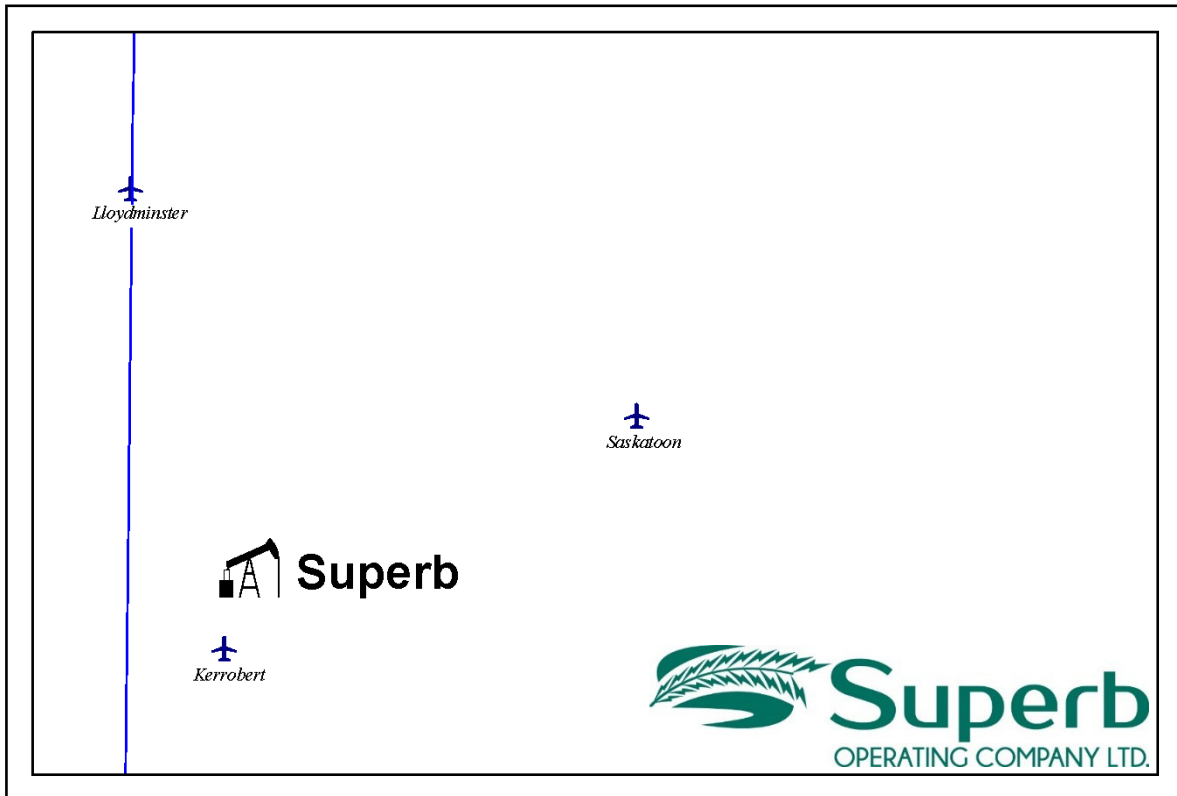 Lloydminster
Saskatoon
Superb
Kerrobert
Superb
OPERATING COMPANY LTD.